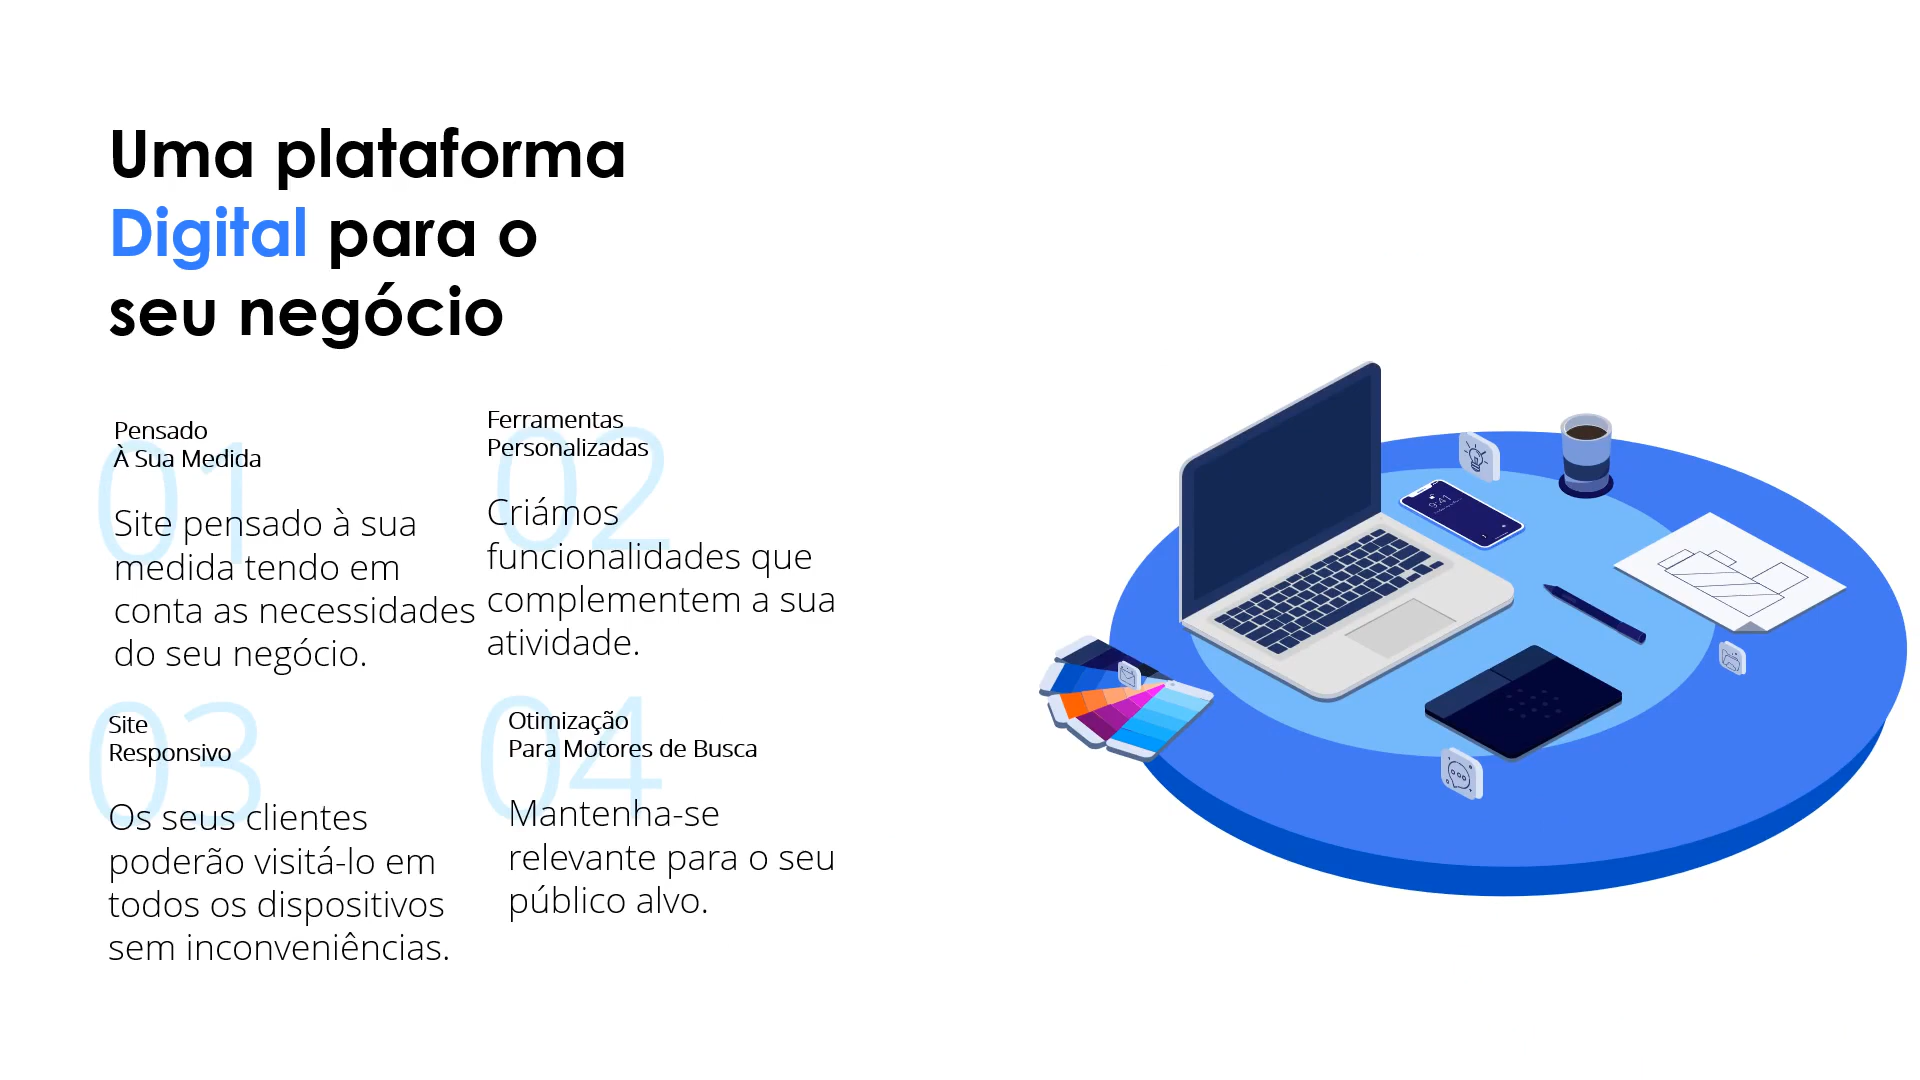 Uma plataforma
Digital para o
seu negócio
01
Pensado
À Sua Medida
Site pensado à sua
medida tendo em
conta as necessidades
do seu negócio.
02
Ferramentas
Personalizadas
Criámos
funcionalidades que
complementem a sua
atividade.
03
Site
Responsivo
Os seus clientes
poderão visitá-lo em
todos os dispositivos
sem inconveniências.
04
Otimização
Para Motores de Busca
Mantenha-se
relevante para o seu
público alvo.
9:41